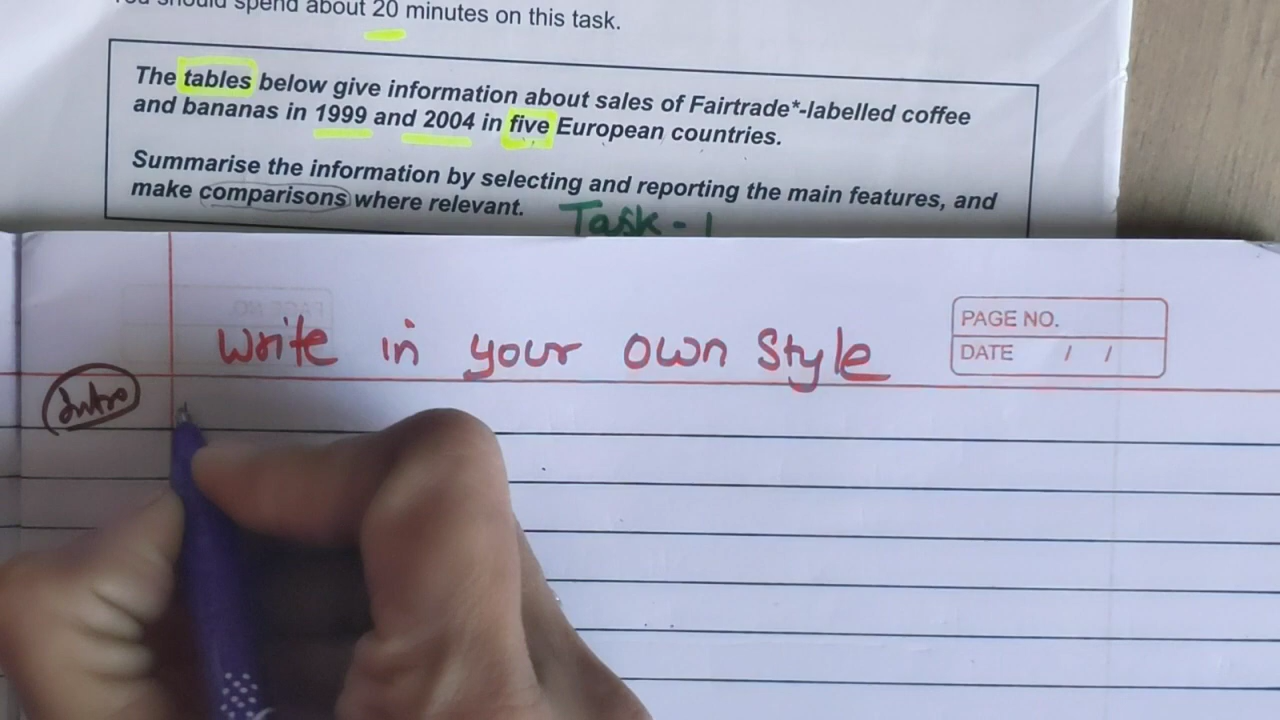 should spend about 20 minutes on this task.
The tables below give information about sales of Fairtrade*-labelled coffee
and bananas in 1999 and 2004 in five European countries.
Summarise the information by selecting and reporting the main features, and
make comparisons where relevant.
Task - 1
PAGE NO.
Write in your own Style
DATE / /
Intro